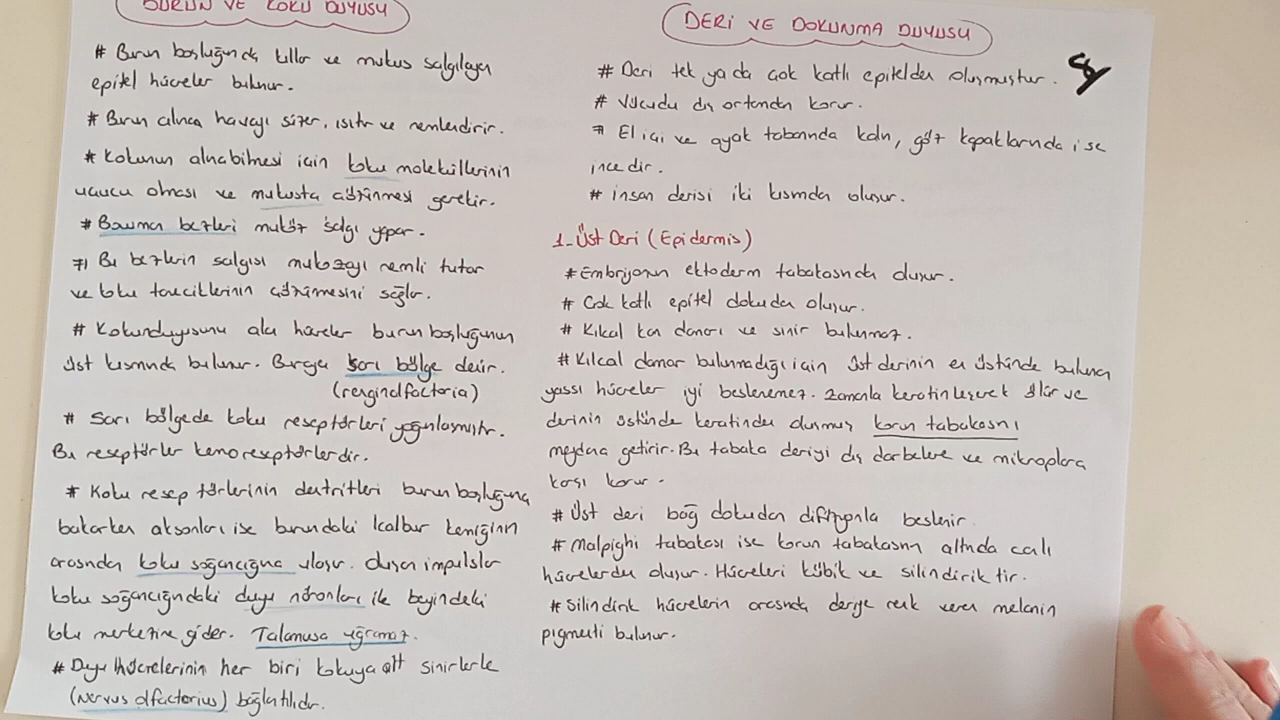 BURUN VE KOKU DUYUSU
# Burun boşluğunda kıllar ve mukus salgılayan
epitel hücreler bulunur.
# Burun alınca havayı süzer, ısıtır ve nemlendirir.
# Kokunun alınabilmesi için koku moleküllerinin
uçucu olması ve mukusta çözünmesi gerekir.
# Bowman bezleri muköz salgı yapar.
# Bu bezlerin salgısı mukozayı nemli tutar
ve koku taneciklerinin çözünmesini sağlar.
# Koku duyusunu alan hücreler burun boşluğunun
üst kısmında bulunur. Buraya sarı bölge denir.
(regina olfactoria)
# Sarı bölgede koku reseptörleri yoğunlaşmıştır.
Bu reseptörler kemoreseptörlerdir.
# Koku reseptörlerinin dentritleri burun boşluğuna
bakarken aksonları ise burundaki kalbur kemiğinin
arasından koku soğancığına ulaşır. Oluşan impulslar
koku soğancığındaki duyu nöronları ile beyindeki
koku merkezine gider. Talamusa uğramaz.
# Duyu hücrelerinin her biri kokuya ait sinirlerle
(Nervus olfactorius) bağlantılıdır.
DERİ VE DOKUNMA DUYUSU
# Deri tek ya da çok katlı epitelden oluşmuştur.
# Vücudu dış ortamdan korur.
# El içi ve ayak tabanında kalın, göz kapaklarında ise
incedir.
# İnsan derisi iki kısımda oluşur.
1-Üst Deri (Epidermis)
# Embriyonun ektoderm tabakasında oluşur.
# Çok katlı epitel dokudan oluşur.
# Kılcal kan damarı ve sinir bulunmaz.
# Kılcal damar bulunmadığı için üst derinin en üstünde bulunan
yassı hücreler iyi beslenemez. Zamanla keratinleşerek ölür ve
derinin üstünde keratinden oluşmuş korun tabakasını
meydana getirir. Bu tabaka deriyi dış darbelere ve mikroplara
karşı korur.
# Üst deri bağ dokudan difüzyonla beslenir.
# Malpighi tabakası ise korun tabakasının altında canlı
hücrelerden oluşur. Hücreleri kübik ve silindiriktir.
# Silindirik hücrelerin arasında deriye renk veren melanin
pigmenti bulunur.